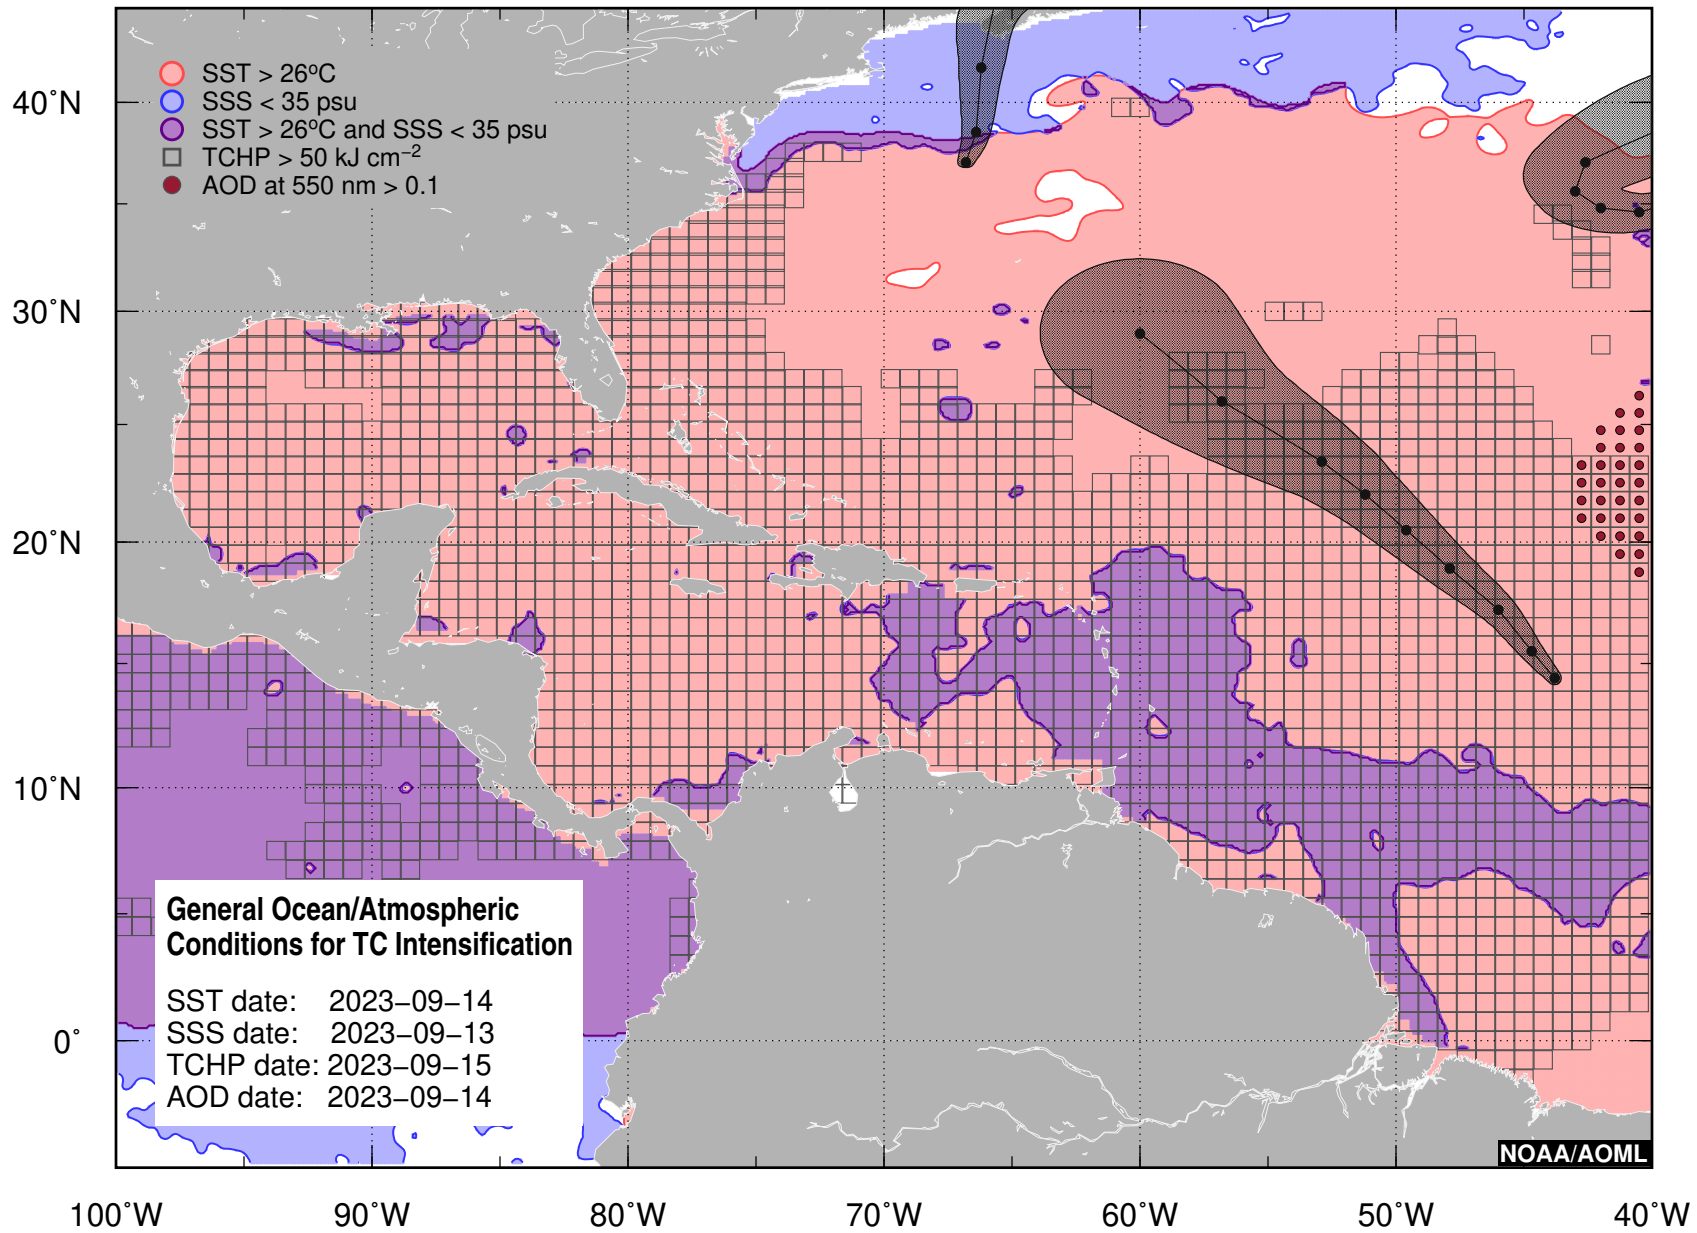 SST > 26°C
SSS < 35 psu
SST > 26°C and SSS < 35 psu
TCHP > 50 kJ cm−2
AOD at 550 nm > 0.1
40°N
30°N
20°N
10°N
0°
General Ocean/Atmospheric
Conditions for TC Intensification
SST date: 2023−09−14
SSS date: 2023−09−13
TCHP date: 2023−09−15
AOD date: 2023−09−14
NOAA/AOML
100°W 90°W 80°W 70°W 60°W 50°W 40°W